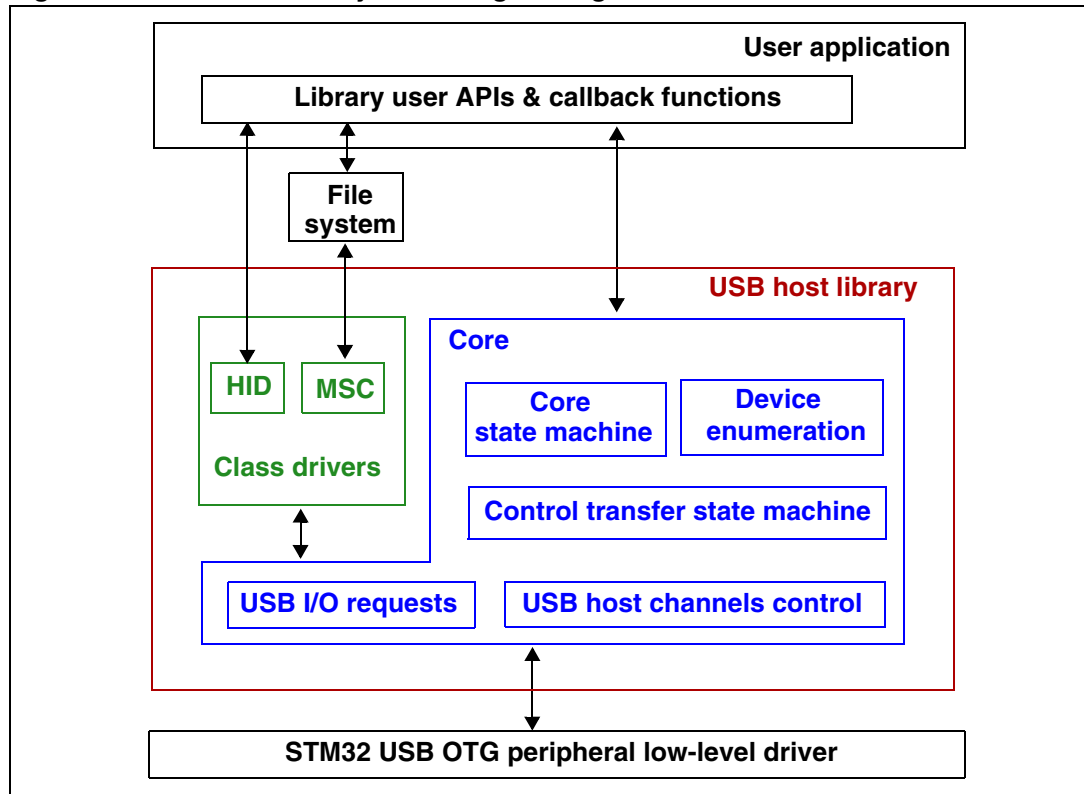 User application
Library user APIs & callback functions
File
system
USB host library
Core
HID
MSC
Core
state machine
Device
enumeration
Class drivers
Control transfer state machine
USB I/O requests
USB host channels control
STM32 USB OTG peripheral low-level driver